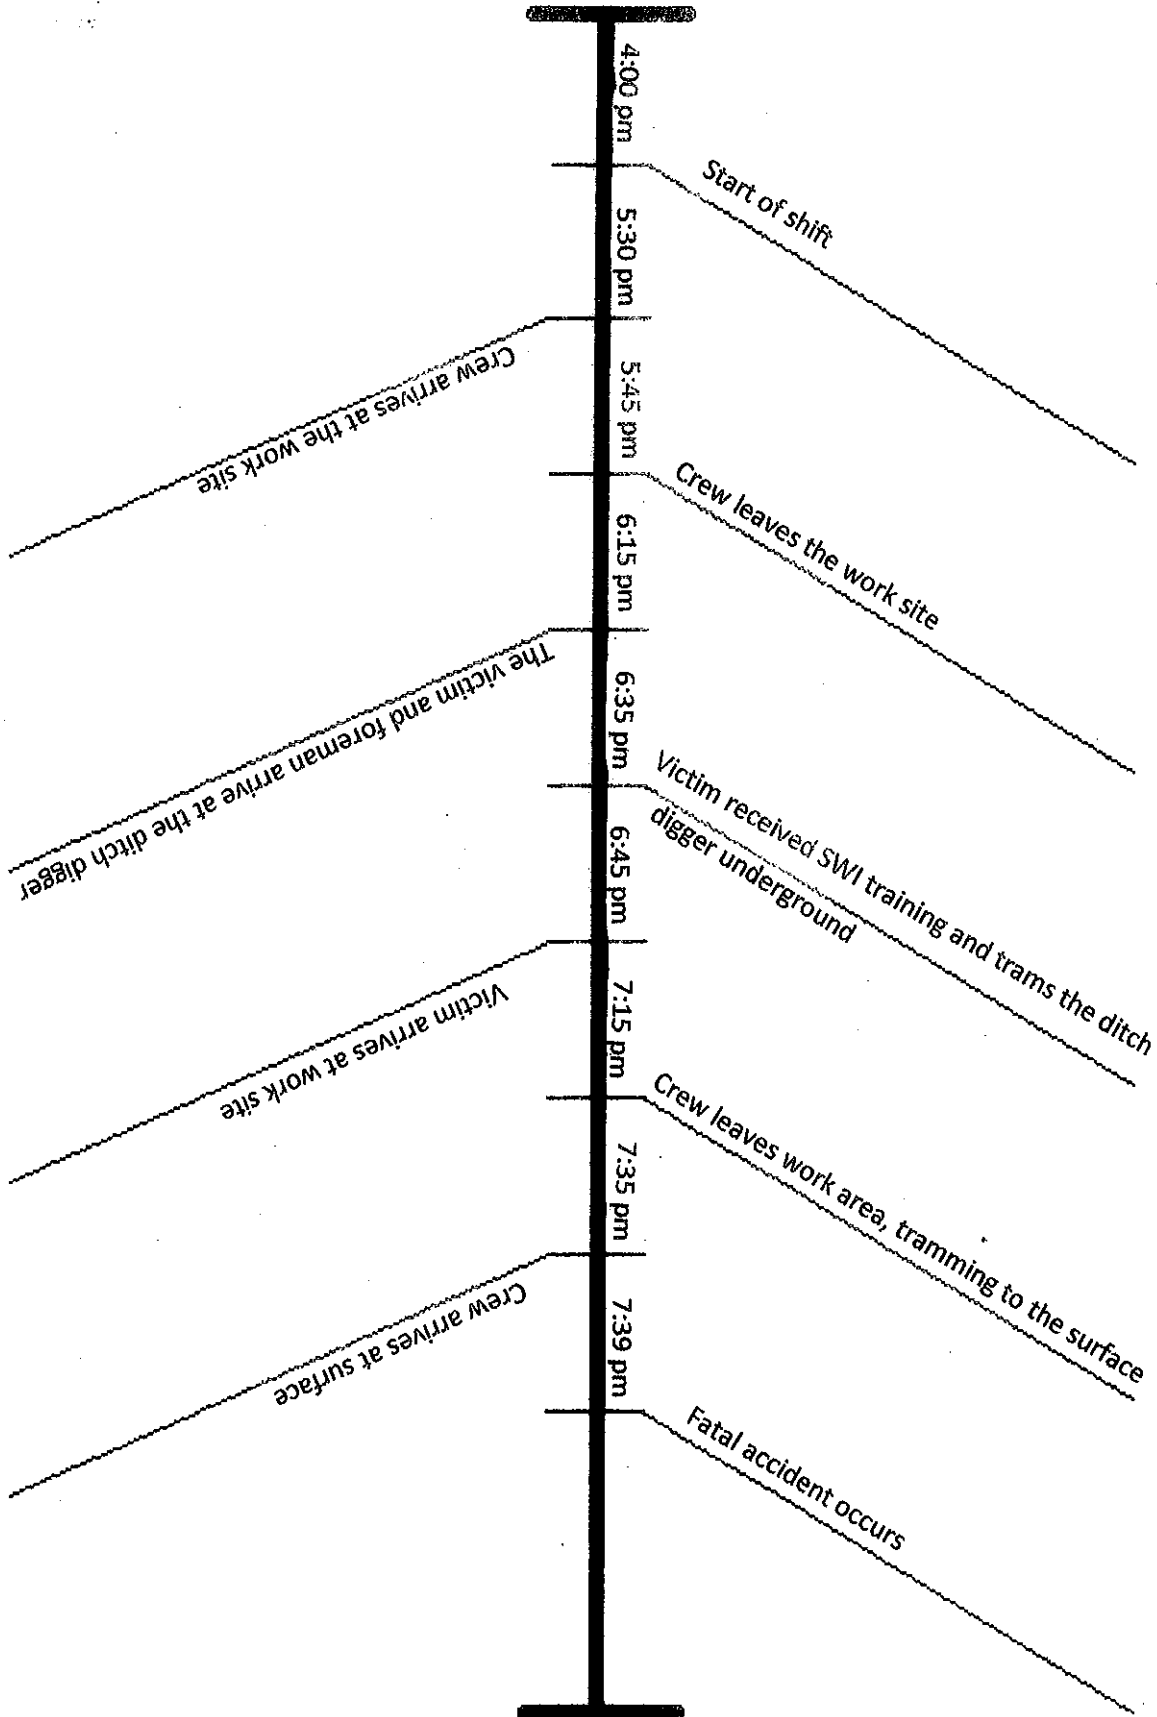 4:00 pm
Start of shift
5:30 pm
Crew arrives at the work site
5:45 pm
Crew leaves the work site
6:15 pm
The victim and foreman arrive at the ditch digger
6:35 pm
Victim received SWI training and trams the ditch
digger underground
6:45 pm
Victim arrives at work site
7:15 pm
Crew leaves work area, tramming to the surface
7:35 pm
Crew arrives at surface
7:39 pm
Fatal accident occurs